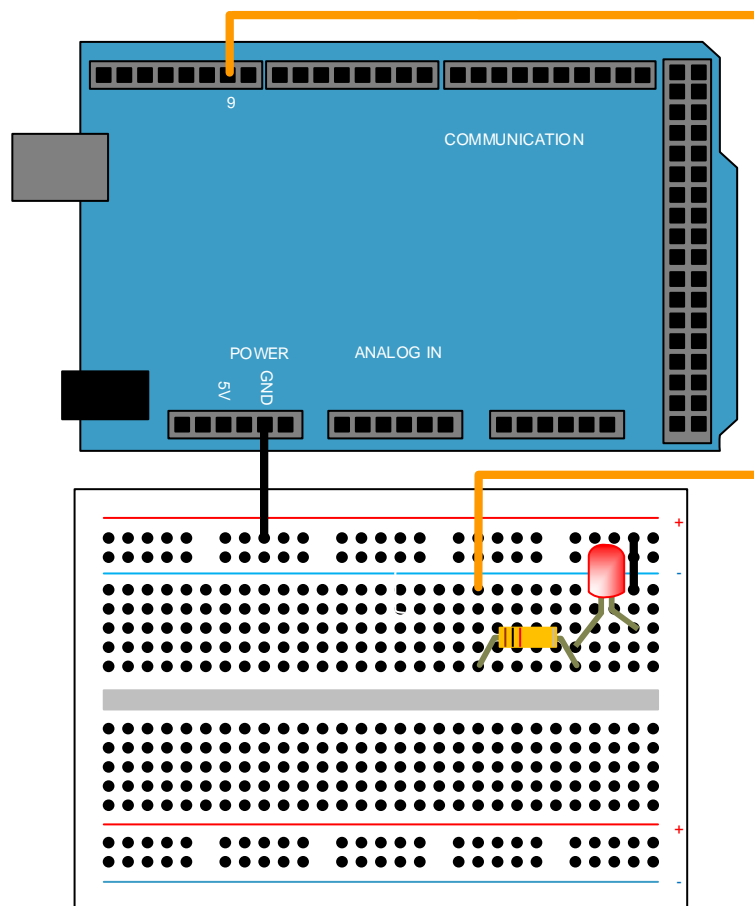 9
COMMUNICATION
POWER
ANALOG IN
5V
GND
+
-
+
-